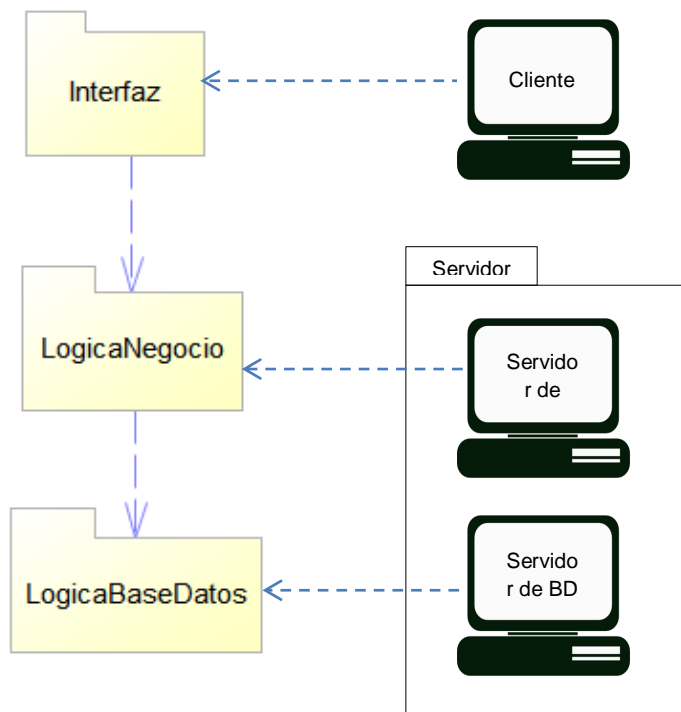 Interfaz
Cliente
Servidor
LogicaNegocio
Servido
r de
LogicaBaseDatos
Servido
r de BD